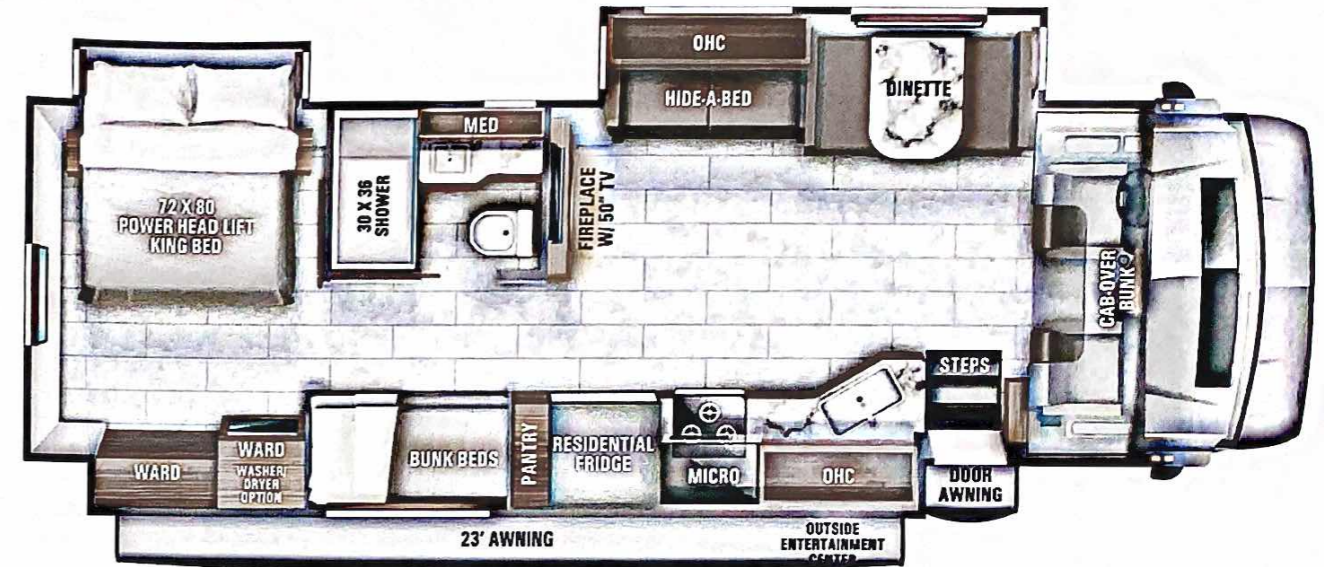 OHC
HIDE-A-BED
DINETTE
MED
72 X 80
POWER HEAD LIFT
KING BED
30 X 36
SHOWER
FIREPLACE
W/ 50" TV
CAB-OVER
BUNK
STEPS
WARD
WARD
WASHER/
DRYER
OPTION
BUNK BEDS
PANTRY
RESIDENTIAL
FRIDGE
MICRO
OHC
DOOR
AWNING
23' AWNING
OUTSIDE
ENTERTAINMENT
CENTER